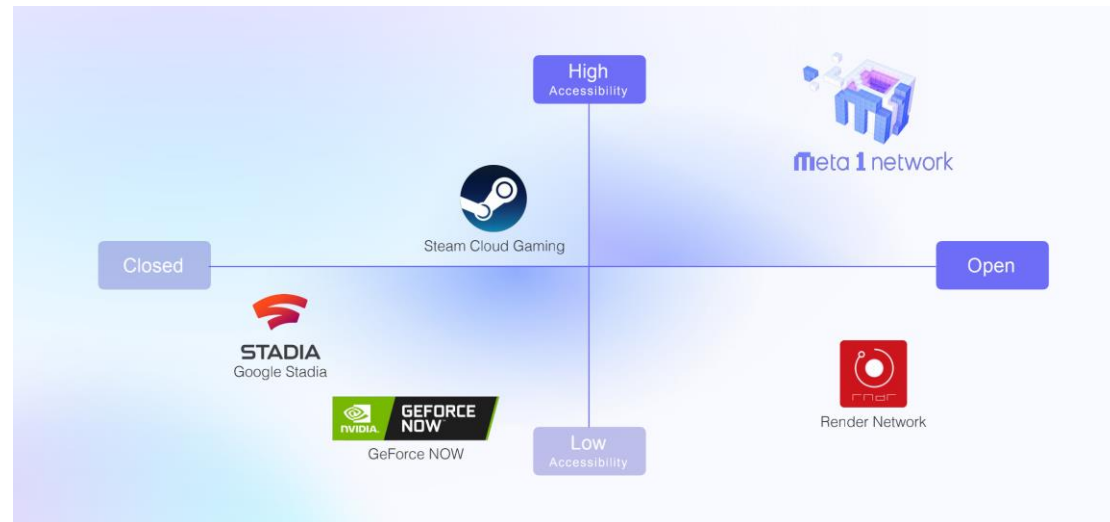 High
Accessibility
Meta 1 network
Steam Cloud Gaming
Closed
Open
STADIA
Google Stadia
NVIDIA.
GEFORCE
NOW
GeForce NOW
rndr
Render Network
Low
Accessibility